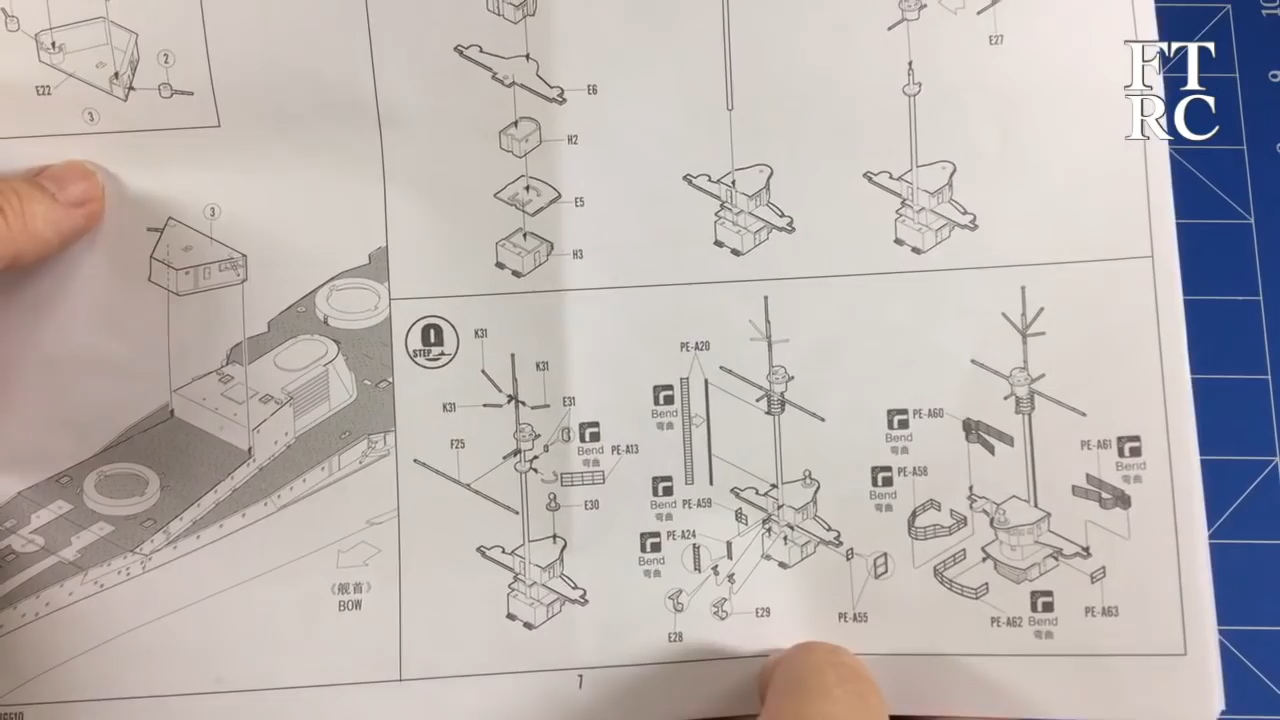 FT
RC
E22
2
3
3
《舰首》
BOW
E6
H2
E5
H3
E27
Q
STEP
K31
K31
K31
E31
F25
Bend
弯曲
PE-A13
E30
PE-A20
Bend
弯曲
Bend
弯曲
PE-A59
PE-A24
Bend
弯曲
E28
E29
PE-A55
PE-A60
Bend
弯曲
PE-A58
Bend
弯曲
PE-A61
Bend
弯曲
PE-A62
Bend
弯曲
PE-A63
7